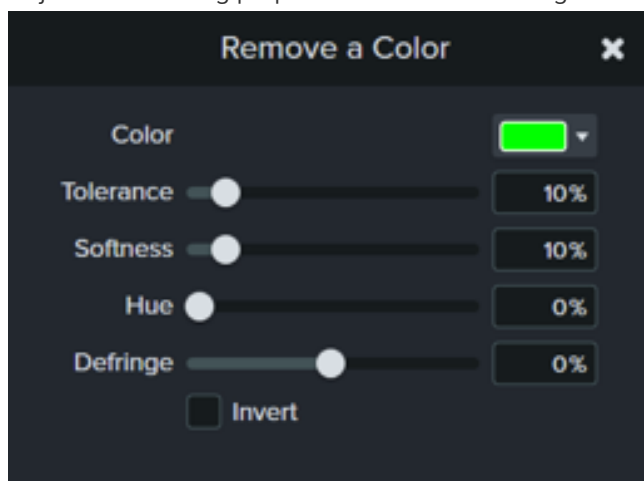 Remove a Color
Color
Tolerance 10%
Softness 10%
Hue 0%
Defringe 0%
Invert